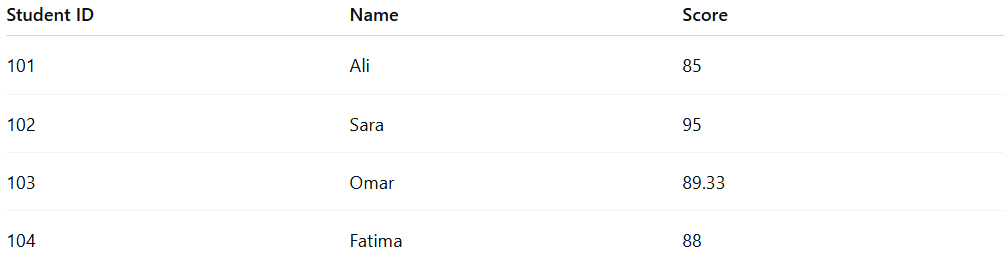 Student ID Name Score
101 Ali 85
102 Sara 95
103 Omar 89.33
104 Fatima 88